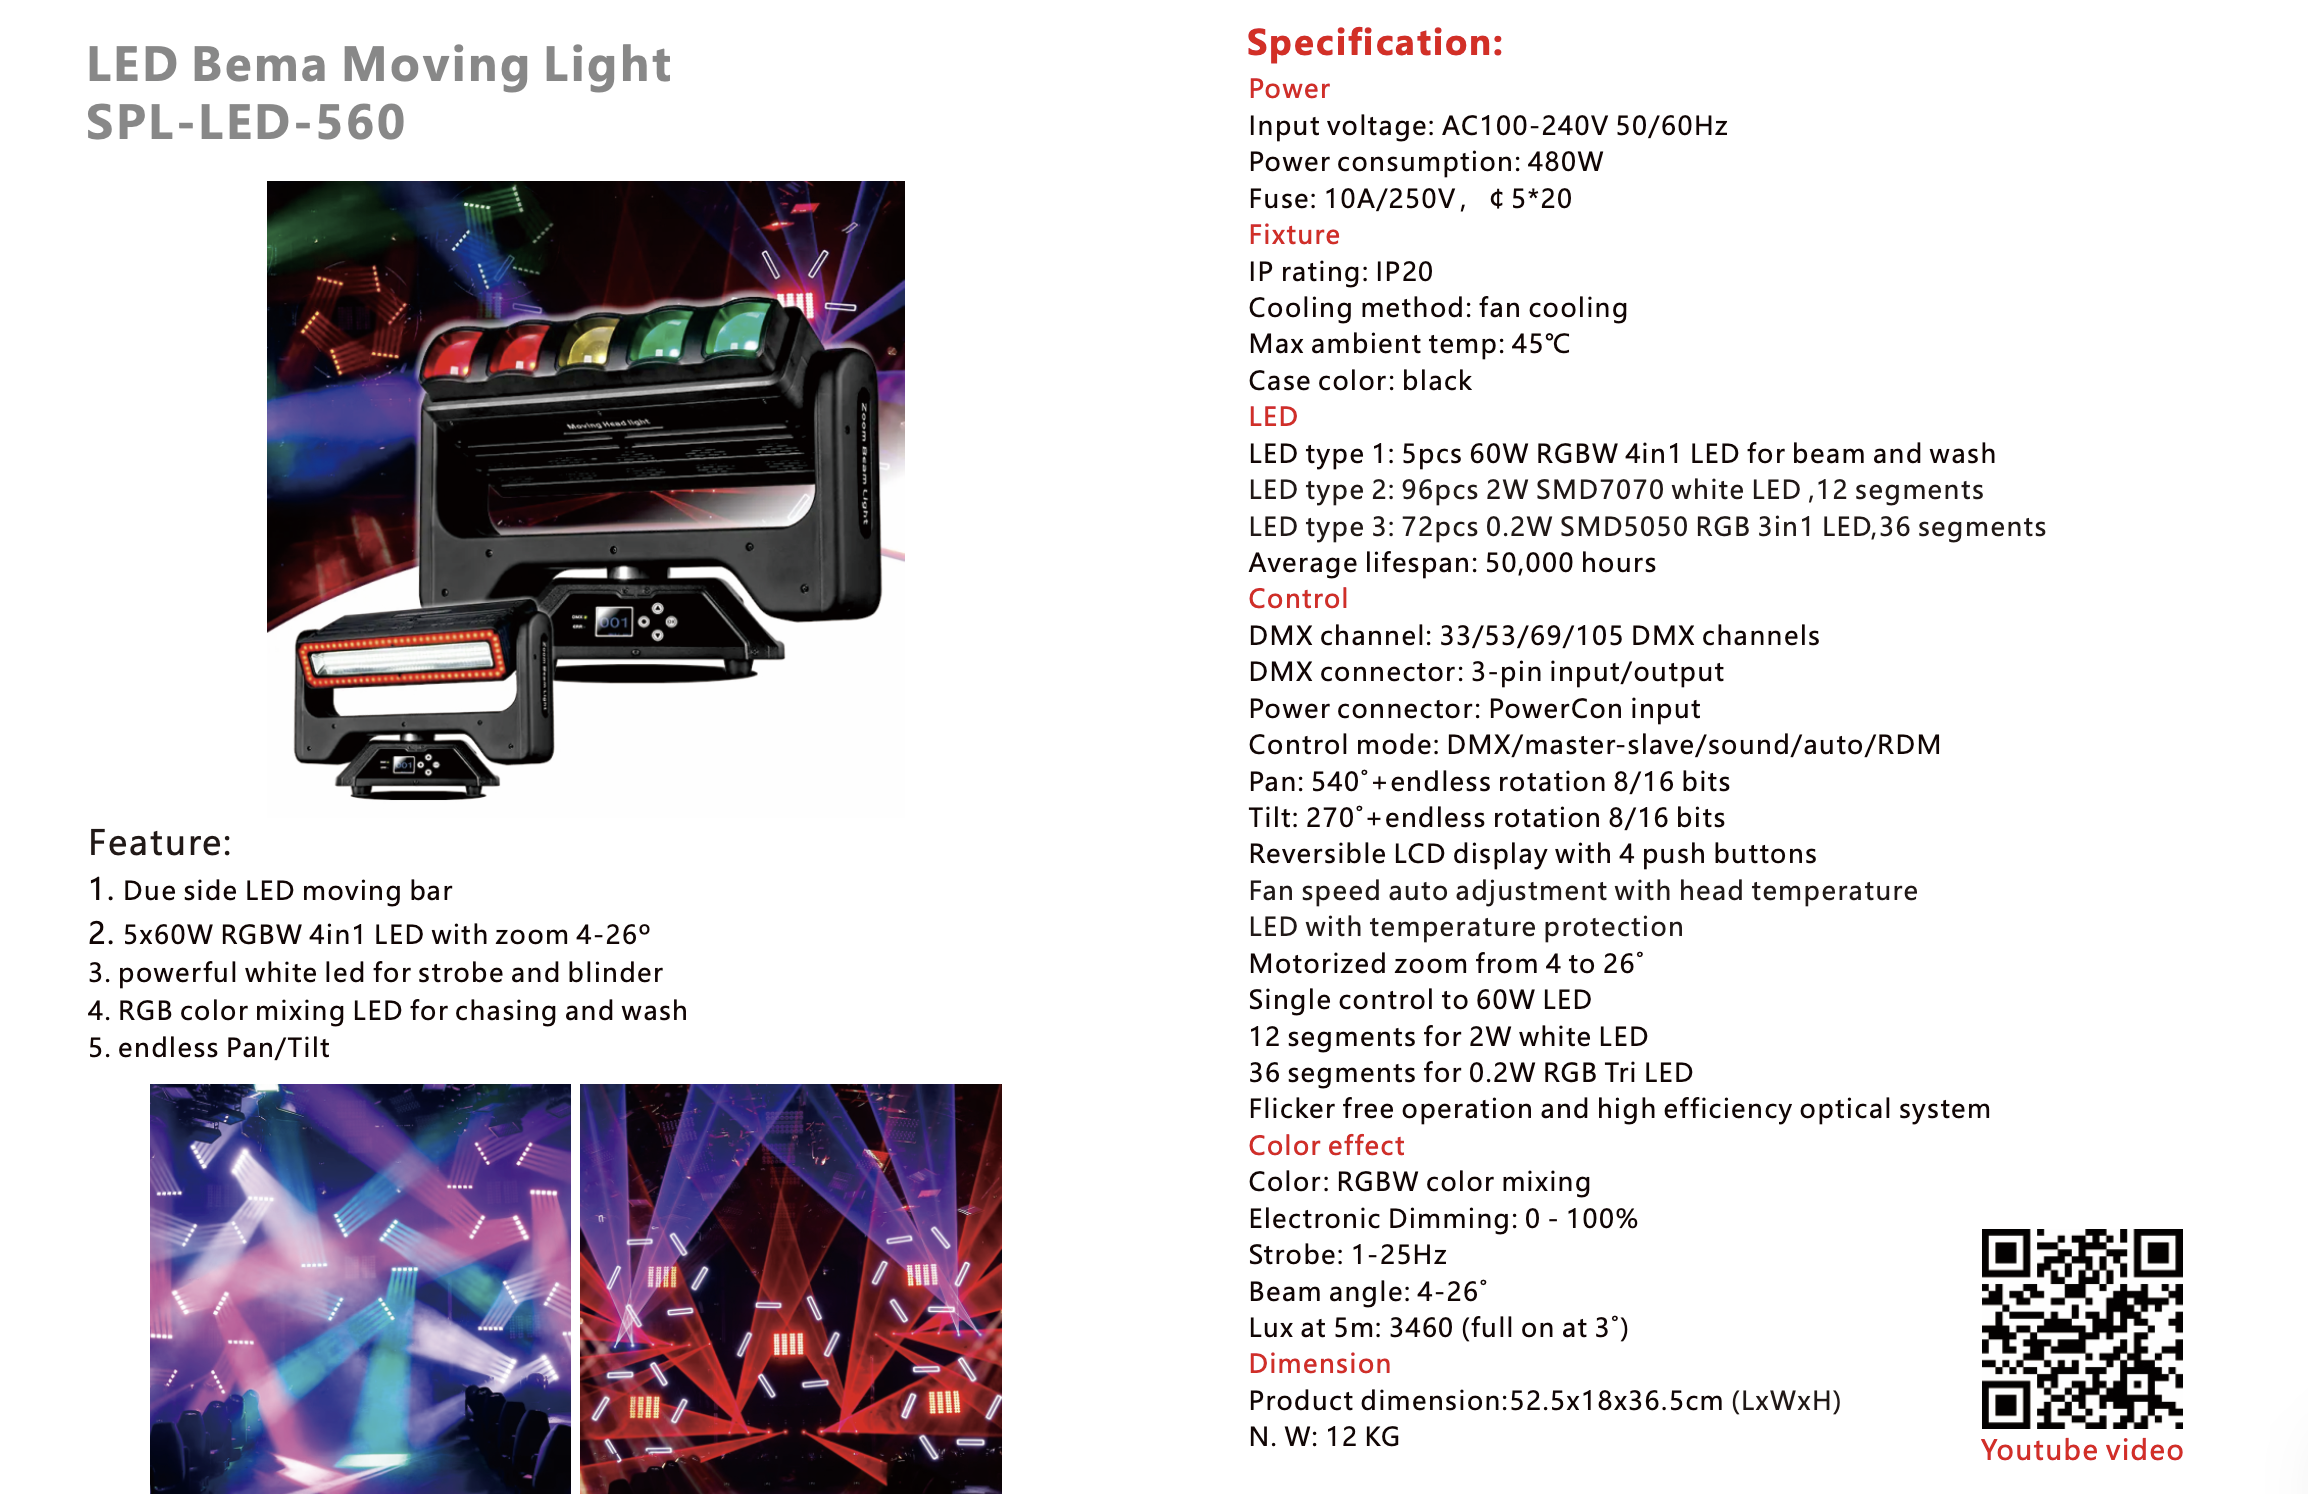 LED Bema Moving Light
SPL-LED-560
Moving Head light
Zoom Beam Light
001
Zoom Beam Light
001
Feature:
1. Due side LED moving bar
2. 5x60W RGBW 4in1 LED with zoom 4-26º
3. powerful white led for strobe and blinder
4. RGB color mixing LED for chasing and wash
5. endless Pan/Tilt
Specification:
Power
Input voltage: AC100-240V 50/60Hz
Power consumption: 480W
Fuse: 10A/250V， ¢ 5*20
Fixture
IP rating: IP20
Cooling method: fan cooling
Max ambient temp: 45℃
Case color: black
LED
LED type 1: 5pcs 60W RGBW 4in1 LED for beam and wash
LED type 2: 96pcs 2W SMD7070 white LED ,12 segments
LED type 3: 72pcs 0.2W SMD5050 RGB 3in1 LED,36 segments
Average lifespan: 50,000 hours
Control
DMX channel: 33/53/69/105 DMX channels
DMX connector: 3-pin input/output
Power connector: PowerCon input
Control mode: DMX/master-slave/sound/auto/RDM
Pan: 540˚+endless rotation 8/16 bits
Tilt: 270˚+endless rotation 8/16 bits
Reversible LCD display with 4 push buttons
Fan speed auto adjustment with head temperature
LED with temperature protection
Motorized zoom from 4 to 26˚
Single control to 60W LED
12 segments for 2W white LED
36 segments for 0.2W RGB Tri LED
Flicker free operation and high efficiency optical system
Color effect
Color: RGBW color mixing
Electronic Dimming: 0 - 100%
Strobe: 1-25Hz
Beam angle: 4-26˚
Lux at 5m: 3460 (full on at 3˚)
Dimension
Product dimension:52.5x18x36.5cm (LxWxH)
N. W: 12 KG
Youtube video